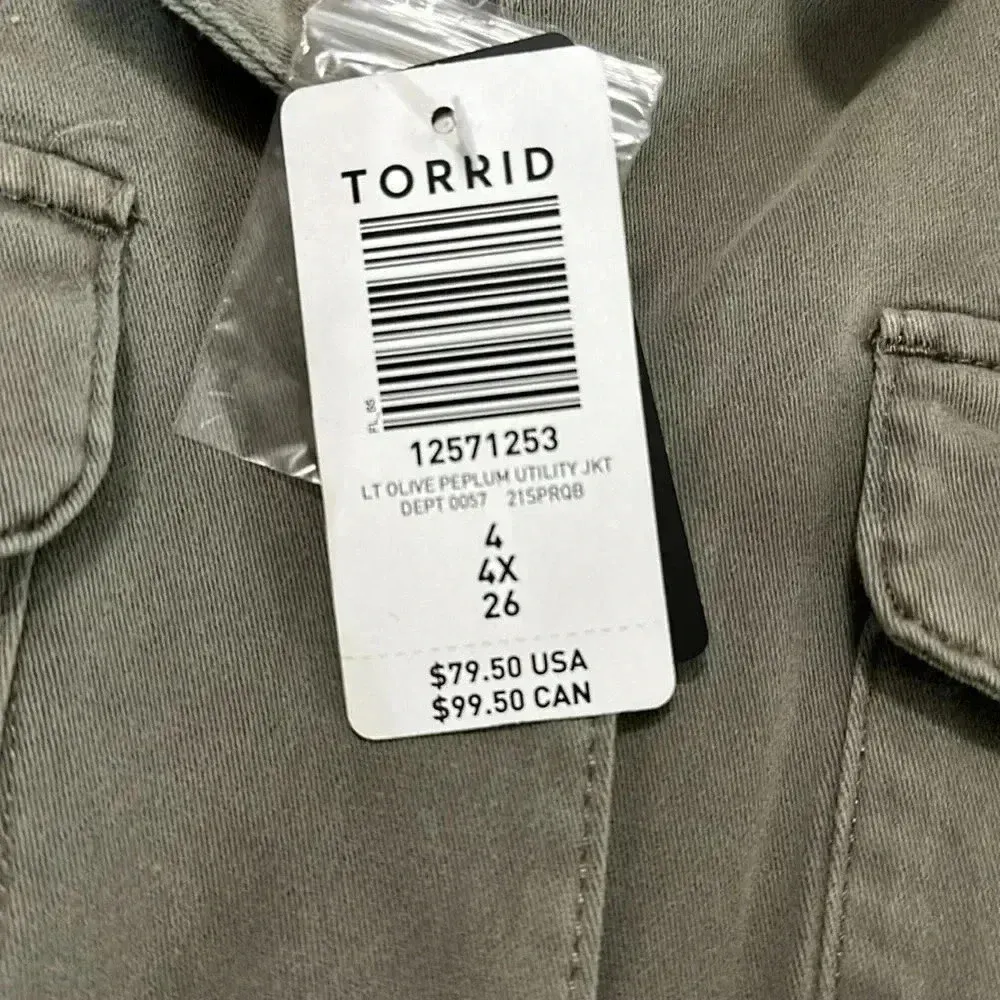 TORRID
FL_SS
12571253
LT OLIVE PEPLUM UTILITY JKT
DEPT 0057 21SPRQB
4
4X
26
$79.50 USA
$99.50 CAN